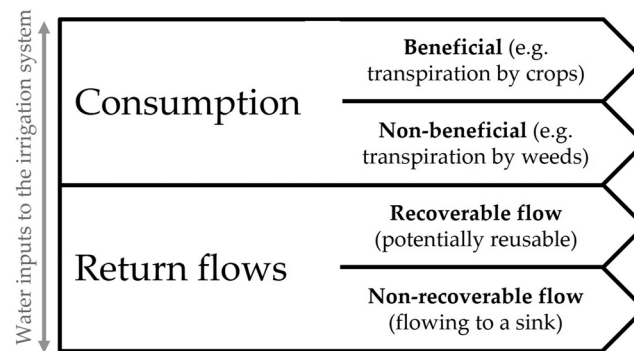 Water inputs to the irrigation system
Consumption
Beneficial (e.g.
transpiration by crops)
Non-beneficial (e.g.
transpiration by weeds)
Return flows
Recoverable flow
(potentially reusable)
Non-recoverable flow
(flowing to a sink)